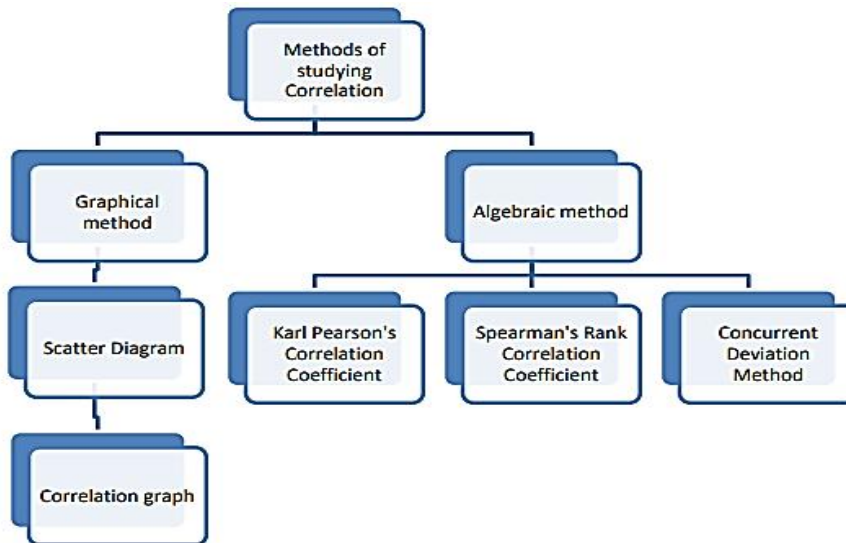 Methods of
studying
Correlation
Graphical
method
Algebraic method
Scatter Diagram
Karl Pearson's
Correlation
Coefficient
Spearman's Rank
Correlation
Coefficient
Concurrent
Deviation
Method
Correlation graph